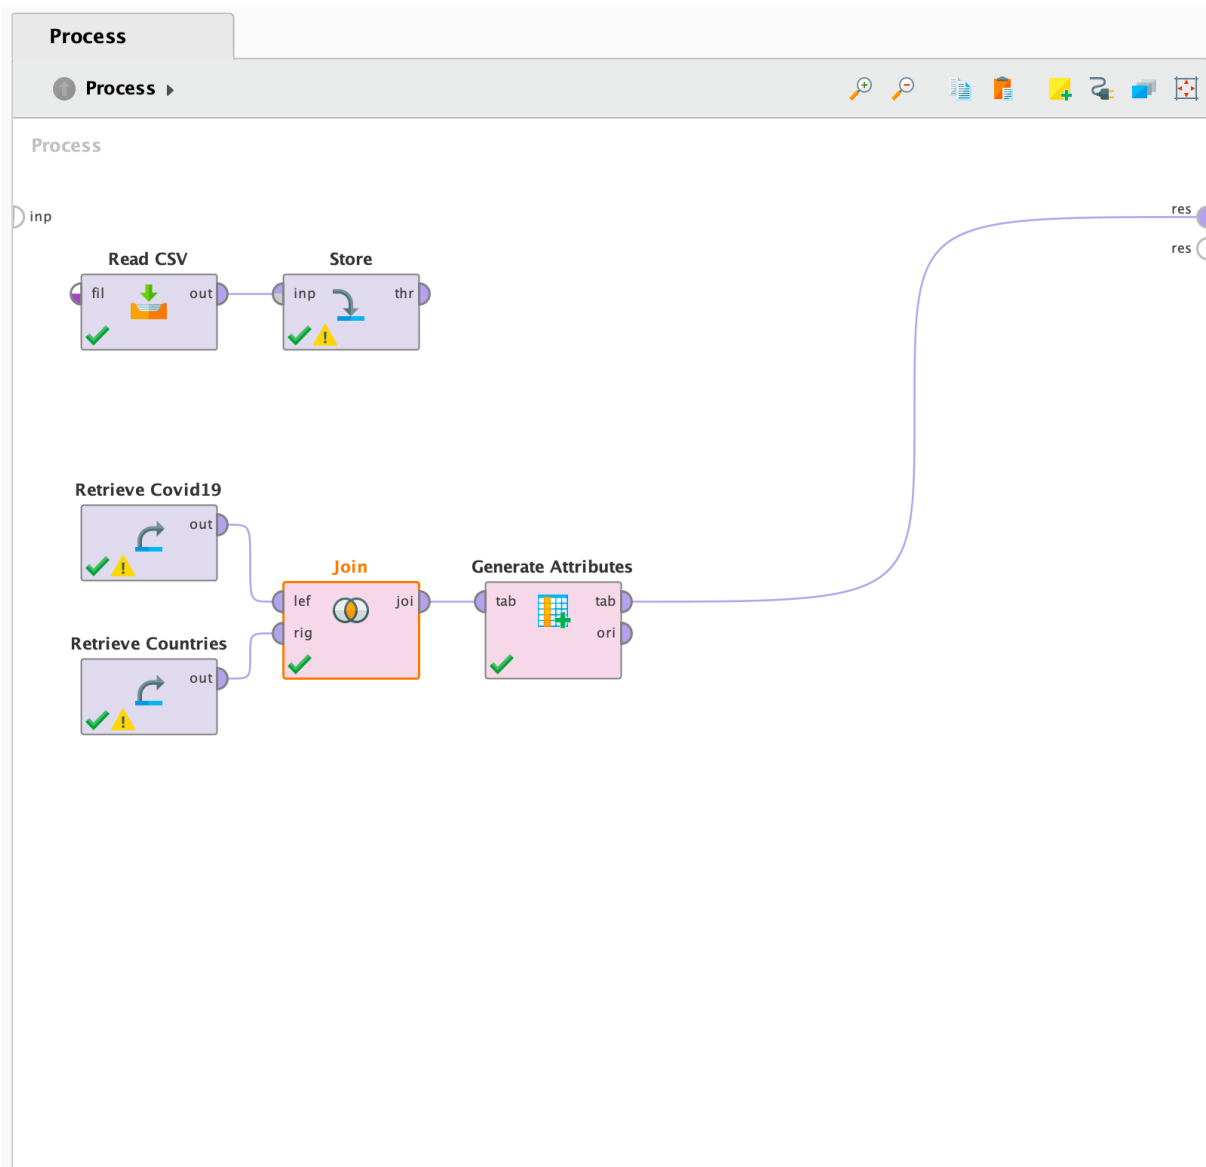 Process
Process
Process
inp
res
res
Read CSV
Store
fil
out
inp
thr
Retrieve Covid19
out
Join
Generate Attributes
lef
joi
tab
tab
rig
ori
Retrieve Countries
out